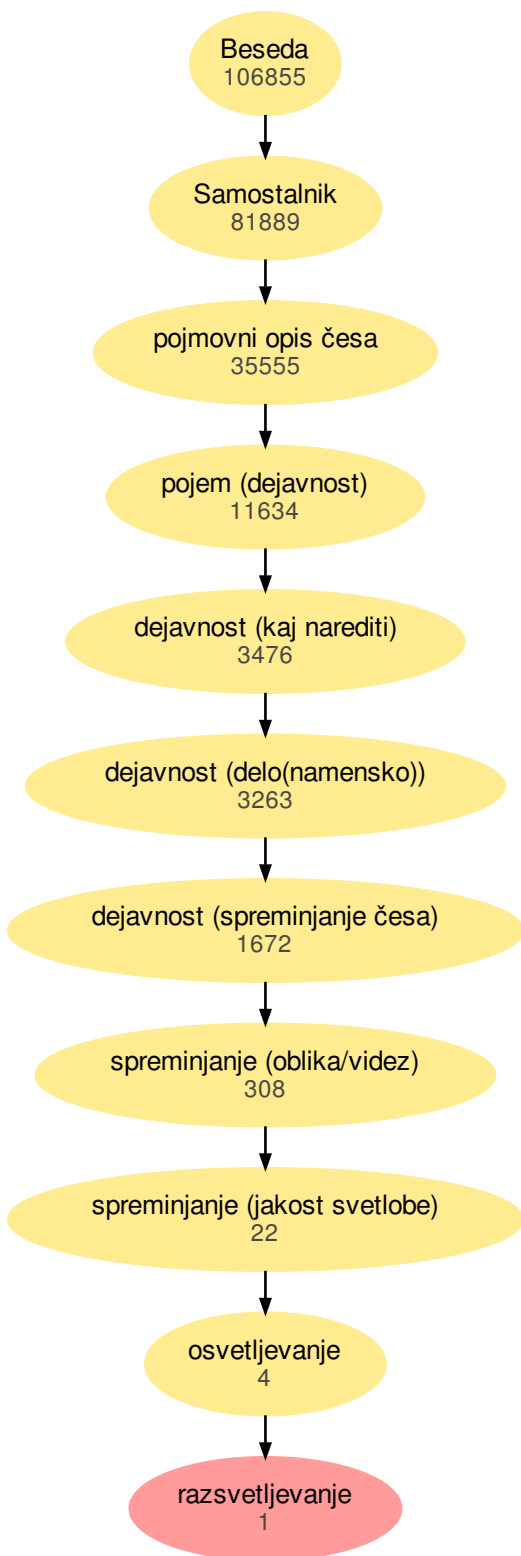 Beseda
106855
Samostalnik
81889
pojmovni opis česa
35555
pojem (dejavnost)
11634
dejavnost (kaj narediti)
3476
dejavnost (delo(namensko))
3263
dejavnost (spreminjanje česa)
1672
spreminjanje (oblika/videz)
308
spreminjanje (jakost svetlobe)
22
osvetljevanje
4
razsvetljevanje
1